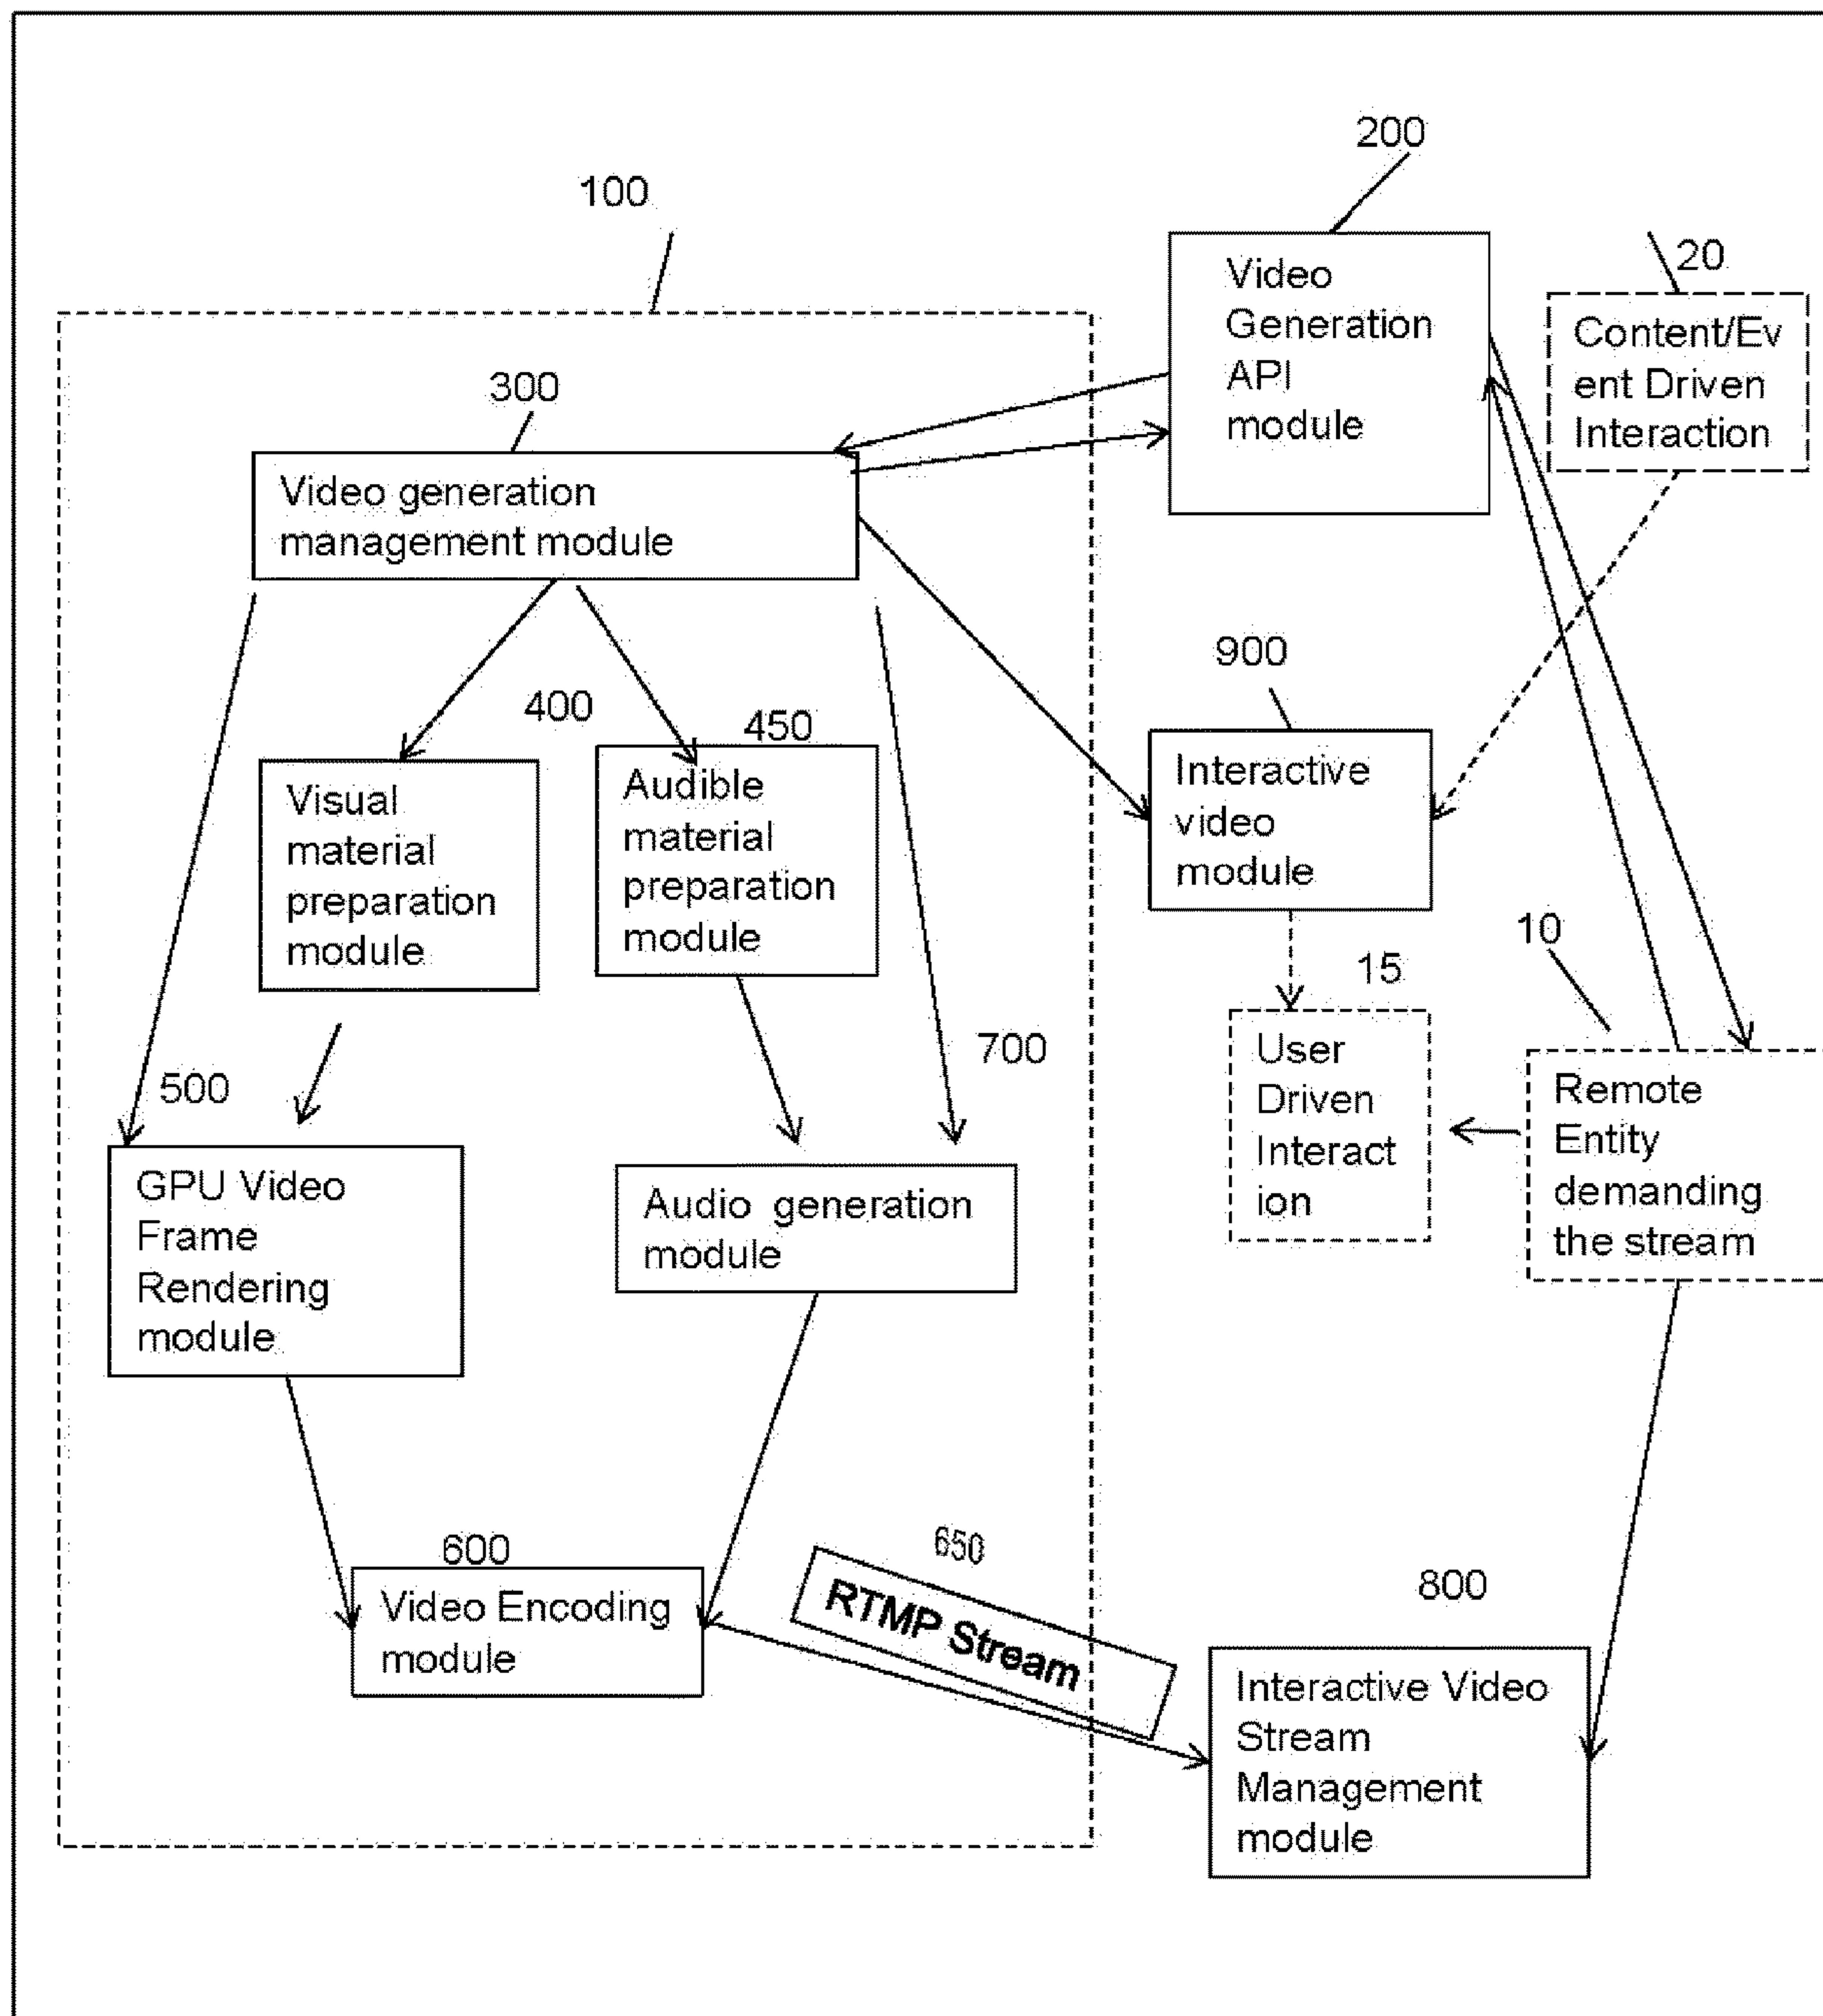 200
100
20
Video
Generation
API
module
Content/Ev
ent Driven
Interaction
300
Video generation
management module
900
400
450
Interactive
video
module
Visual
material
preparation
module
Audible
material
preparation
module
10
15
700
500
User
Driven
Interact
ion
Remote
Entity
demanding
the stream
GPU Video
Frame
Rendering
module
Audio generation
module
600
650
800
Video Encoding
module
RTMP Stream
Interactive Video
Stream
Management
module